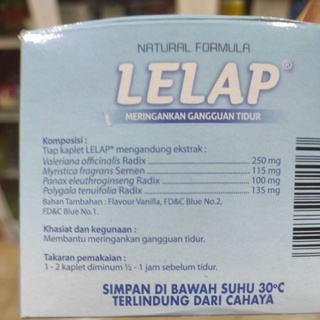 NATURAL FORMULA
LELAP®
MERINGANKAN GANGGUAN TIDUR
Komposisi :
Tiap kaplet LELAP® mengandung ekstrak :
Valeriana officinalis Radix 250 mg
Myristica fragrans Semen 115 mg
Panax eleuthroginseng Radix 100 mg
Polygala tenuifolia Radix 135 mg
Bahan Tambahan : Flavour Vanilla, FD&C Blue No.2,
FD&C Blue No.1.
Khasiat dan kegunaan :
Membantu meringankan gangguan tidur.
Takaran pemakaian :
1 - 2 kaplet diminum ½ - 1 jam sebelum tidur.
SIMPAN DI BAWAH SUHU 30ºC
TERLINDUNG DARI CAHAYA